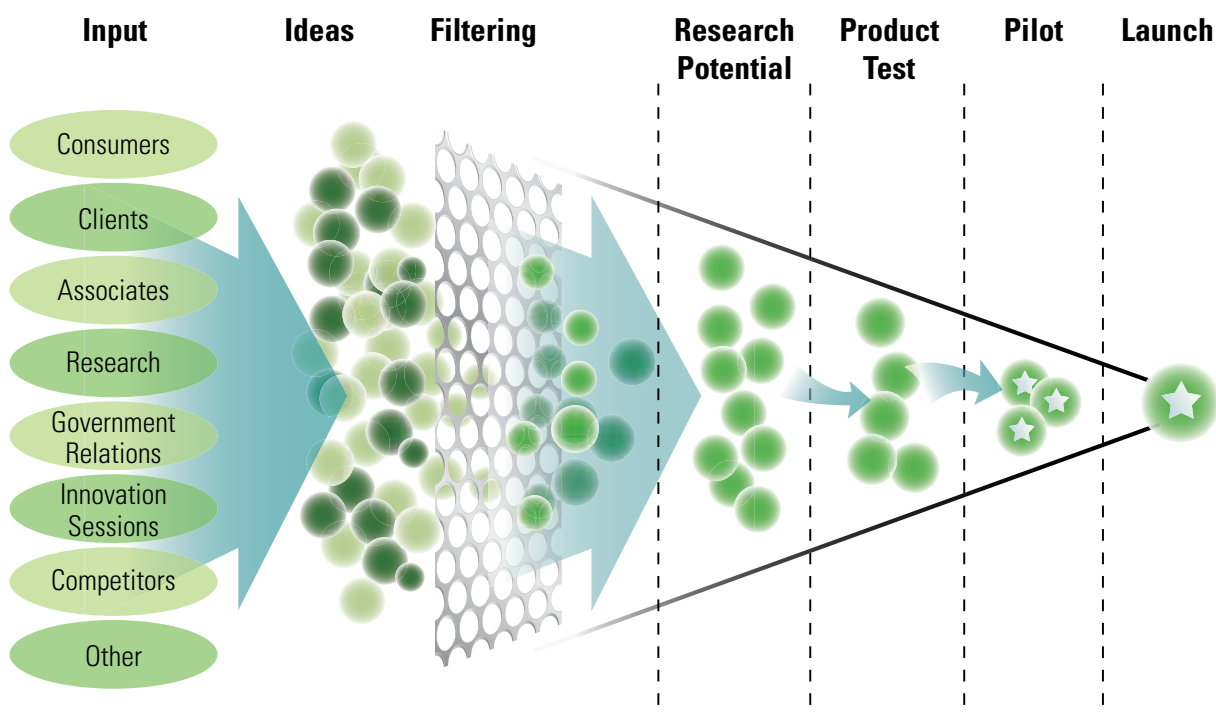 Input
Ideas
Filtering
Research
Potential
Product
Test
Pilot
Launch
Consumers
Clients
Associates
Research
Government
Relations
Innovation
Sessions
Competitors
Other